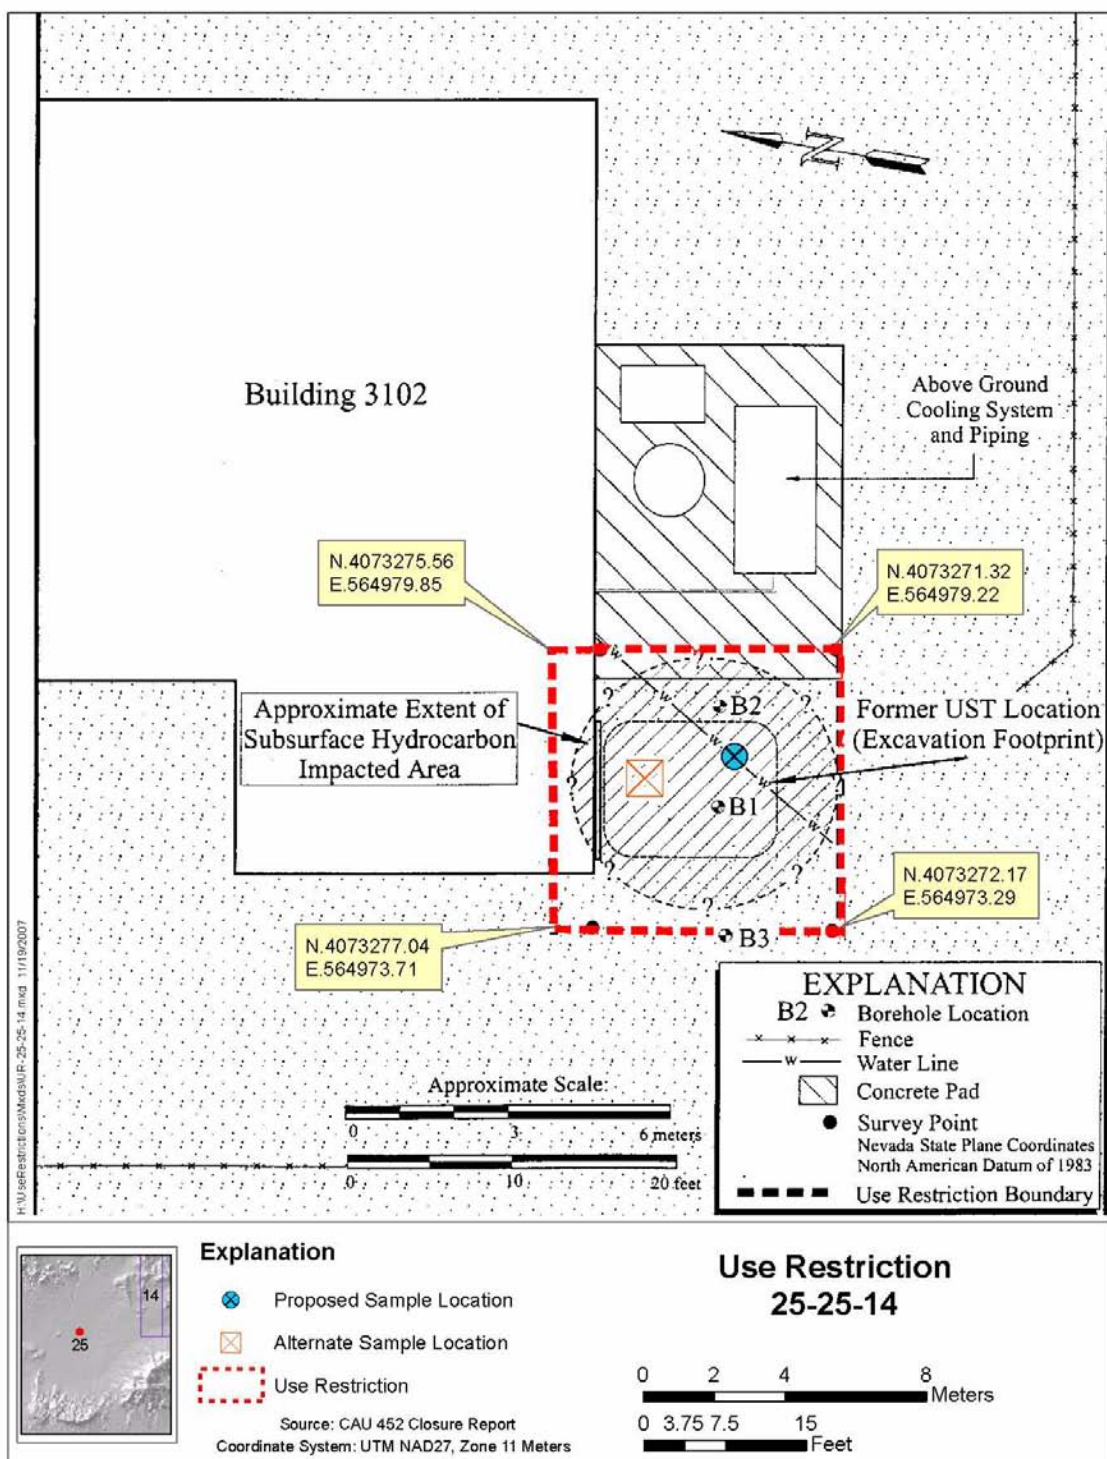 N
Building 3102
Above Ground
Cooling System
and Piping
N.4073275.56
E.564979.85
N.4073271.32
E.564979.22
W
?
?
?
W
B2
Approximate Extent of
Subsurface Hydrocarbon
Impacted Area
Former UST Location
(Excavation Footprint)
W
?
W
?
B1
W
?
?
?
N.4073272.17
E.564973.29
N.4073277.04
E.564973.71
B3
EXPLANATION
B2 Borehole Location
Fence
W Water Line
Concrete Pad
Survey Point
Nevada State Plane Coordinates
North American Datum of 1983
Use Restriction Boundary
Approximate Scale:
0 3 6 meters
0 10 20 feet
H:\UseRestrictions\Mxds\UR-25-25-14.mxd 11/19/2007
14
25
Explanation
Proposed Sample Location
Alternate Sample Location
Use Restriction
Source: CAU 452 Closure Report
Coordinate System: UTM NAD27, Zone 11 Meters
Use Restriction
25-25-14
0 2 4 8
Meters
0 3.75 7.5 15
Feet